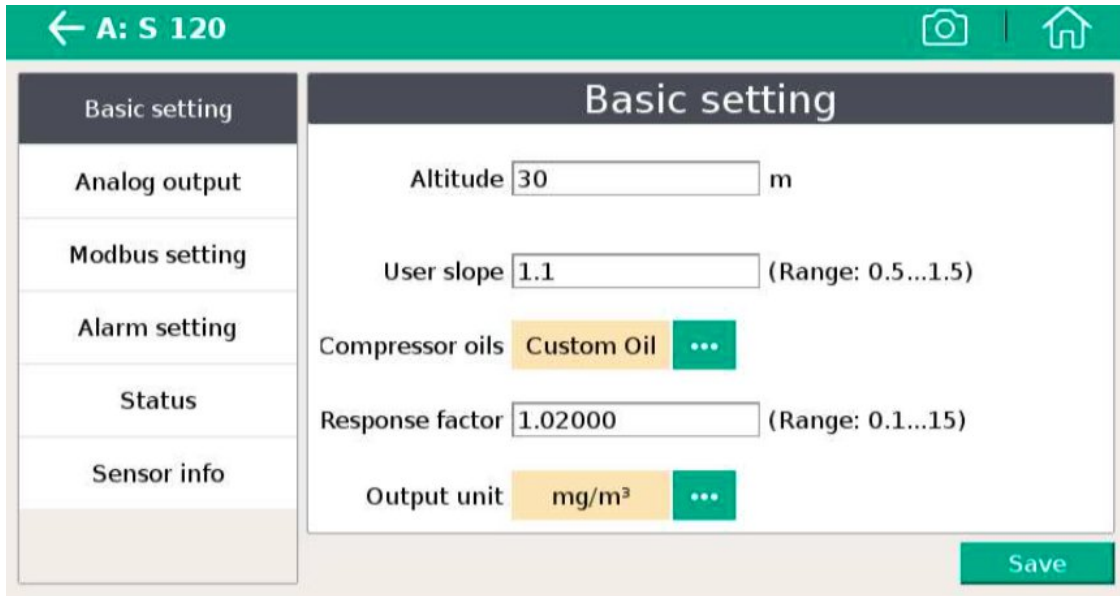 A: S 120
Basic setting
Analog output
Modbus setting
Alarm setting
Status
Sensor info
Basic setting
Altitude 30 m
User slope 1.1 (Range: 0.5...1.5)
Compressor oils Custom Oil ...
Response factor 1.02000 (Range: 0.1...15)
Output unit mg/m³ ...
Save